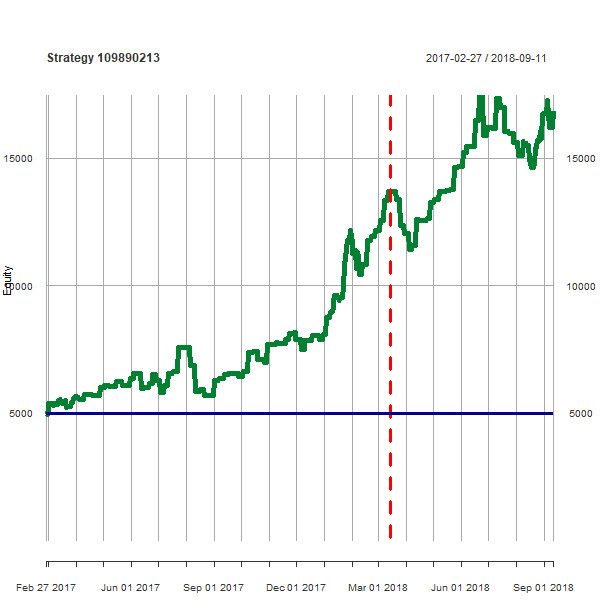 Strategy 109890213
2017-02-27 / 2018-09-11
15000
15000
Equity
10000
10000
5000
5000
Feb 27 2017
Jun 01 2017
Sep 01 2017
Dec 01 2017
Mar 01 2018
Jun 01 2018
Sep 01 2018